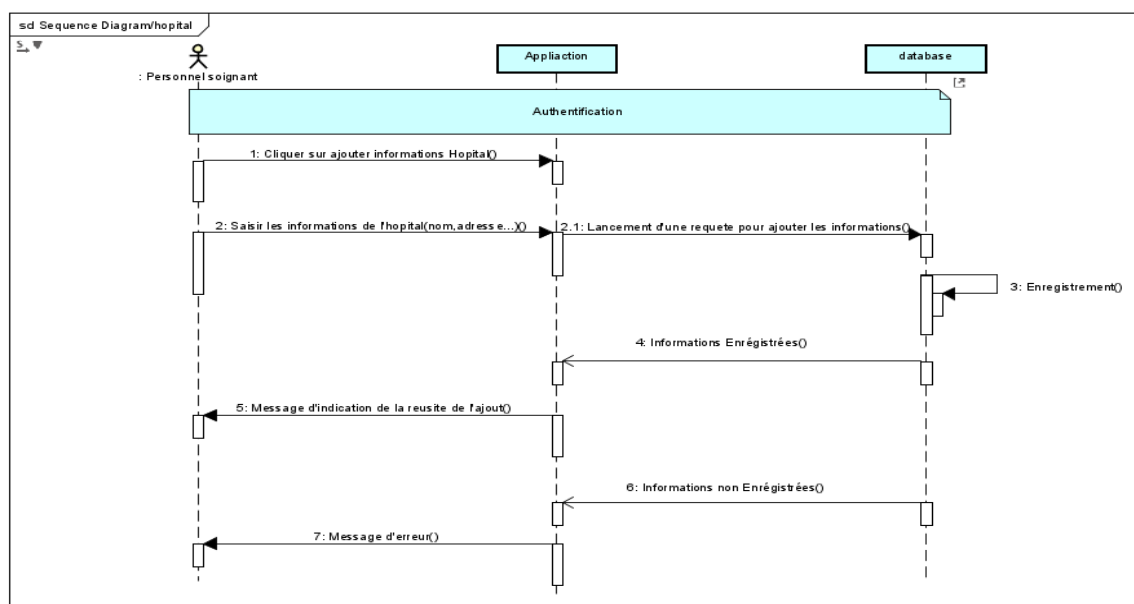 sd Sequence Diagram/hopital
S
: Personnel soignant
Appliaction
database
Authentification
1: Cliquer sur ajouter informations Hopital()
2: Saisir les informations de l'hopital(nom,adresse...)()
2.1: Lancement d'une requete pour ajouter les informations()
3: Enregistrement()
4: Informations Enrégistrées()
5: Message d'indication de la reusite de l'ajout()
6: Informations non Enrégistrées()
7: Message d'erreur()